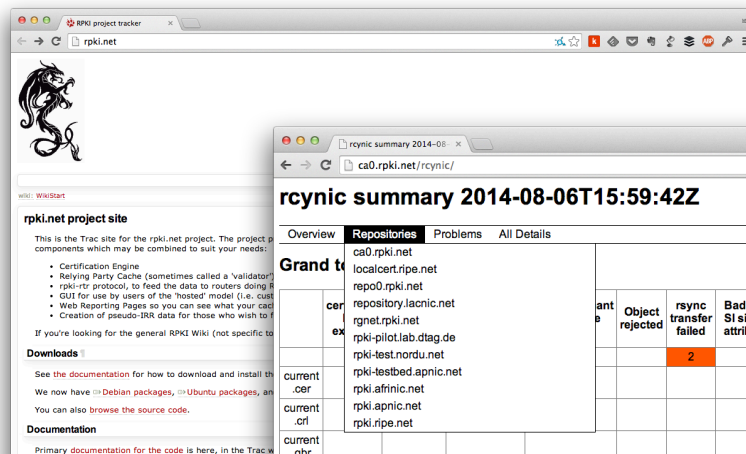 RPKI project tracker
rpki.net
wiki: WikiStart
rpki.net project site
This is the Trac site for the rpki.net project. The project
components which may be combined to suit your needs:
Certification Engine
Relying Party Cache (sometimes called a 'validator')
rpki-rtr protocol, to feed the data to routers doing
GUI for use by users of the 'hosted' model (i.e.
Web Reporting Pages so you can see what your
Creation of pseudo-IRR data for those who wish to
If you're looking for the general RPKI Wiki (not specific to
Downloads ¶
See the documentation for how to download and install
We now have Debian packages, Ubuntu packages,
You can also browse the source code.
Documentation
Primary documentation for the code is here, in the Trac
rcynic summary 2014-08-
ca0.rpki.net/rcynic/
rcynic summary 2014-08-06T15:59:42Z
Overview Repositories Problems All Details
ca0.rpki.net
localcert.ripe.net
repo0.rpki.net
repository.lacnic.net
rgnet.rpki.net
rpki-pilot.lab.dtag.de
rpki-test.nordu.net
rpki-testbed.apnic.net
rpki.afrinic.net
rpki.apnic.net
rpki.ripe.net
Grand
Object
rejected
rsync
transfer
failed
2
current
.cer
current
.crl
current